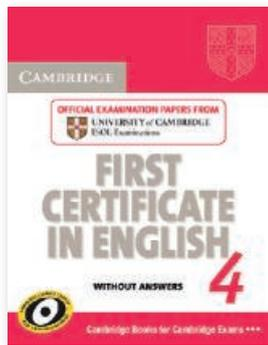 CAMBRIDGE
OFFICIAL EXAMINATION PAPERS FROM
UNIVERSITY of CAMBRIDGE
ESOL Examinations
FIRST
CERTIFICATE
IN ENGLISH
4
WITHOUT ANSWERS
Cambridge Books for Cambridge Exams